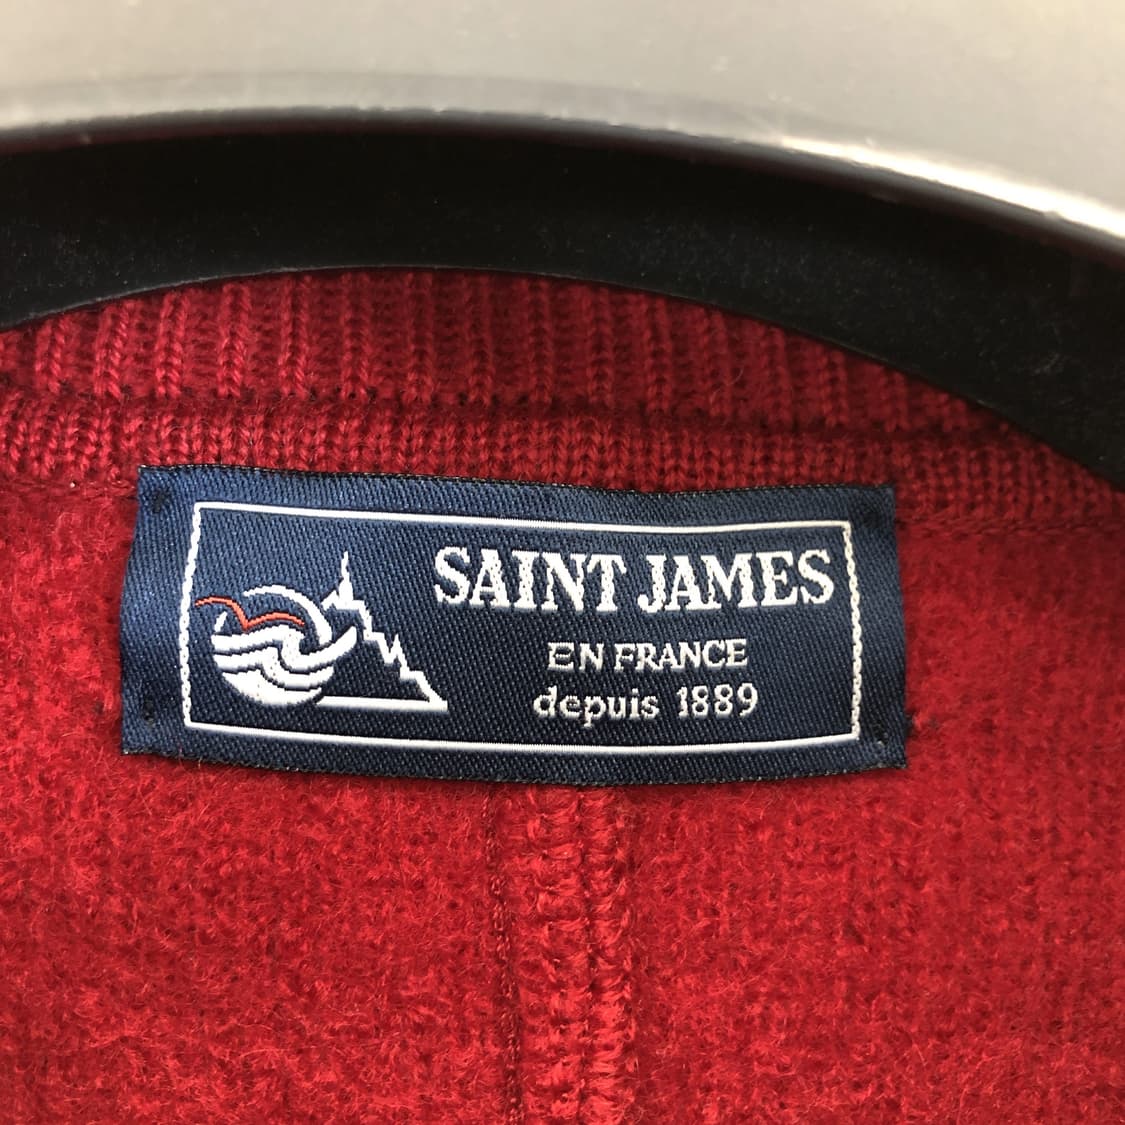 SAINT JAMES
EN FRANCE
depuis 1889